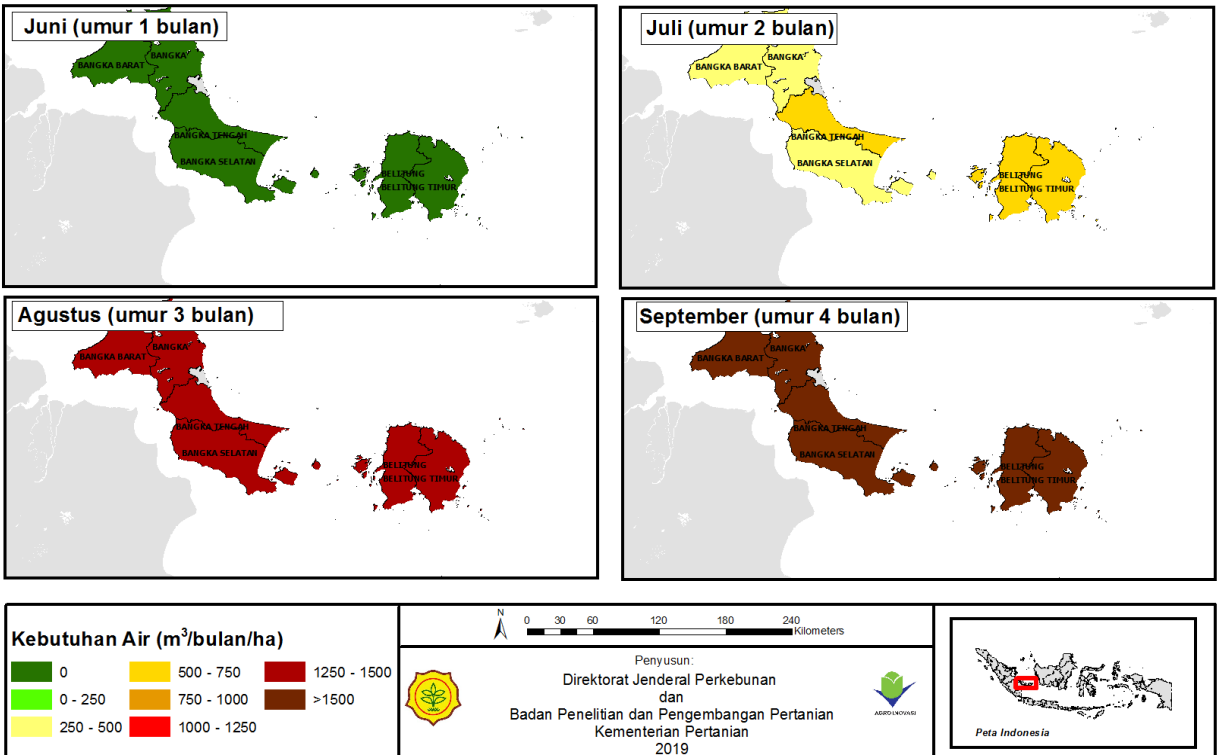 Juni (umur 1 bulan)
BANGKA
BANGKA BARAT
BANGKA TENGAH
BANGKA SELATAN
BELITUNG
BELITUNG TIMUR
Juli (umur 2 bulan)
BANGKA
BANGKA BARAT
BANGKA TENGAH
BANGKA SELATAN
BELITUNG
BELITUNG TIMUR
Agustus (umur 3 bulan)
BANGKA
BANGKA BARAT
BANGKA TENGAH
BANGKA SELATAN
BELITUNG
BELITUNG TIMUR
September (umur 4 bulan)
BANGKA
BANGKA BARAT
BANGKA TENGAH
BANGKA SELATAN
BELITUNG
BELITUNG TIMUR
Kebutuhan Air (m³/bulan/ha)
0
0 - 250
250 - 500
500 - 750
750 - 1000
1000 - 1250
1250 - 1500
>1500
N
0 30 60 120 180 240
Kilometers
Penyusun:
Direktorat Jenderal Perkebunan
dan
Badan Penelitian dan Pengembangan Pertanian
Kementerian Pertanian
2019
AGRO INOVASI
Peta Indonesia